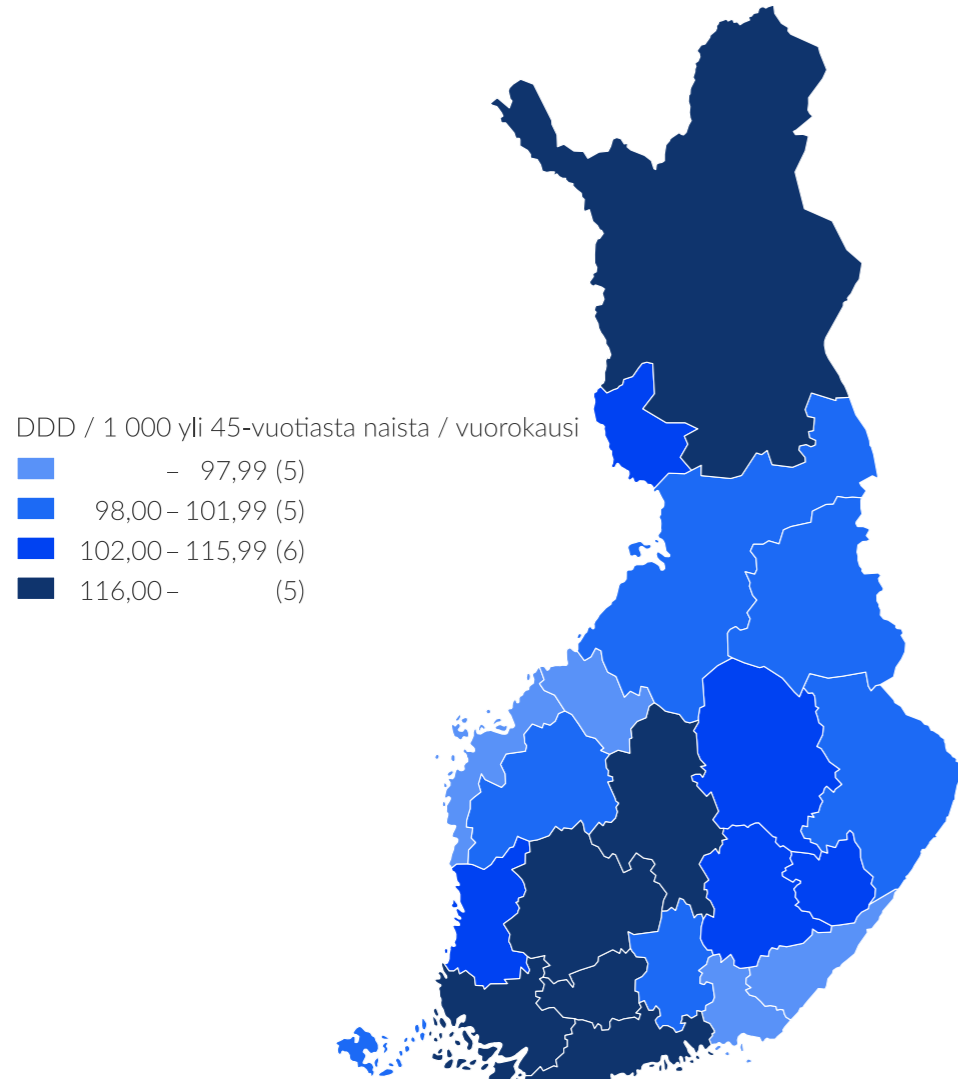 DDD / 1 000 yli 45-vuotiasta naista / vuorokausi
– 97,99 (5)
98,00 – 101,99 (5)
102,00 – 115,99 (6)
116,00 – (5)